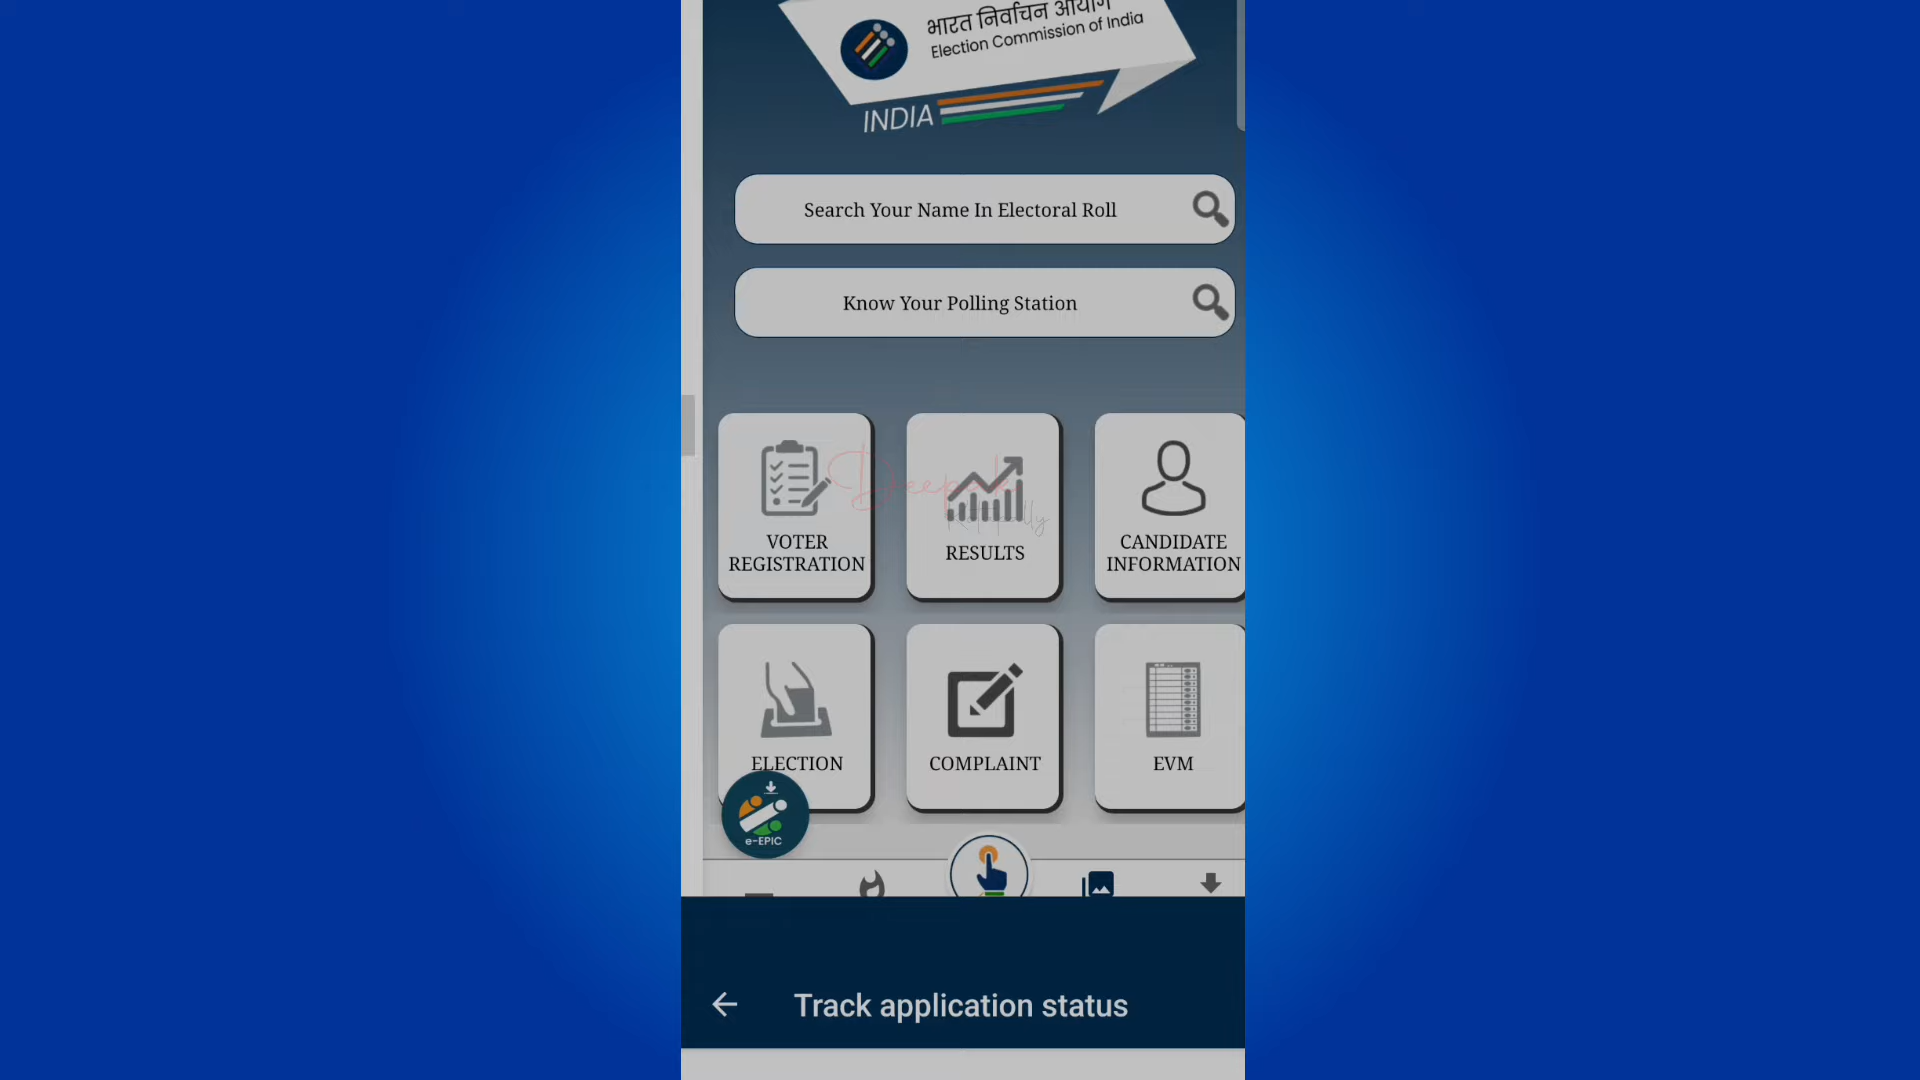 भारत निर्वाचन आयोग
Election Commission of India
INDIA
Search Your Name In Electoral Roll
Know Your Polling Station
Deepak
VOTER
REGISTRATION
RESULTS
CANDIDATE
INFORMATION
ELECTION
COMPLAINT
EVM
e-EPIC
Track application status